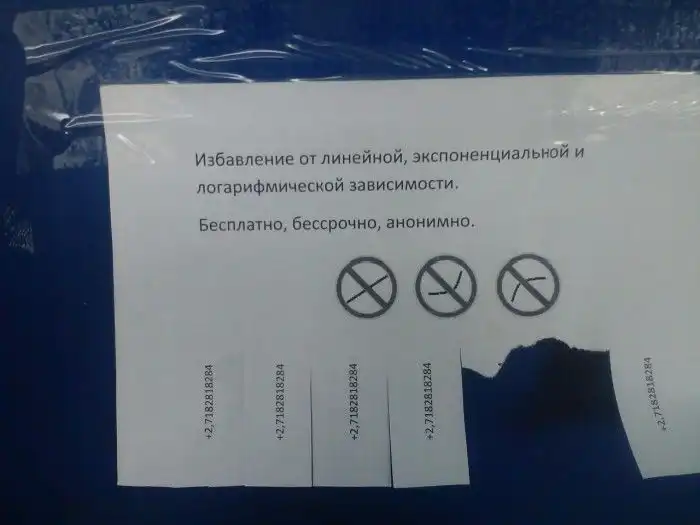 Избавление от линейной, экспоненциальной и
логарифмической зависимости.
Бесплатно, бессрочно, анонимно.
+2,7182818284
+2,7182818284
+2,7182818284
+2,7182818284
+2,7182818284